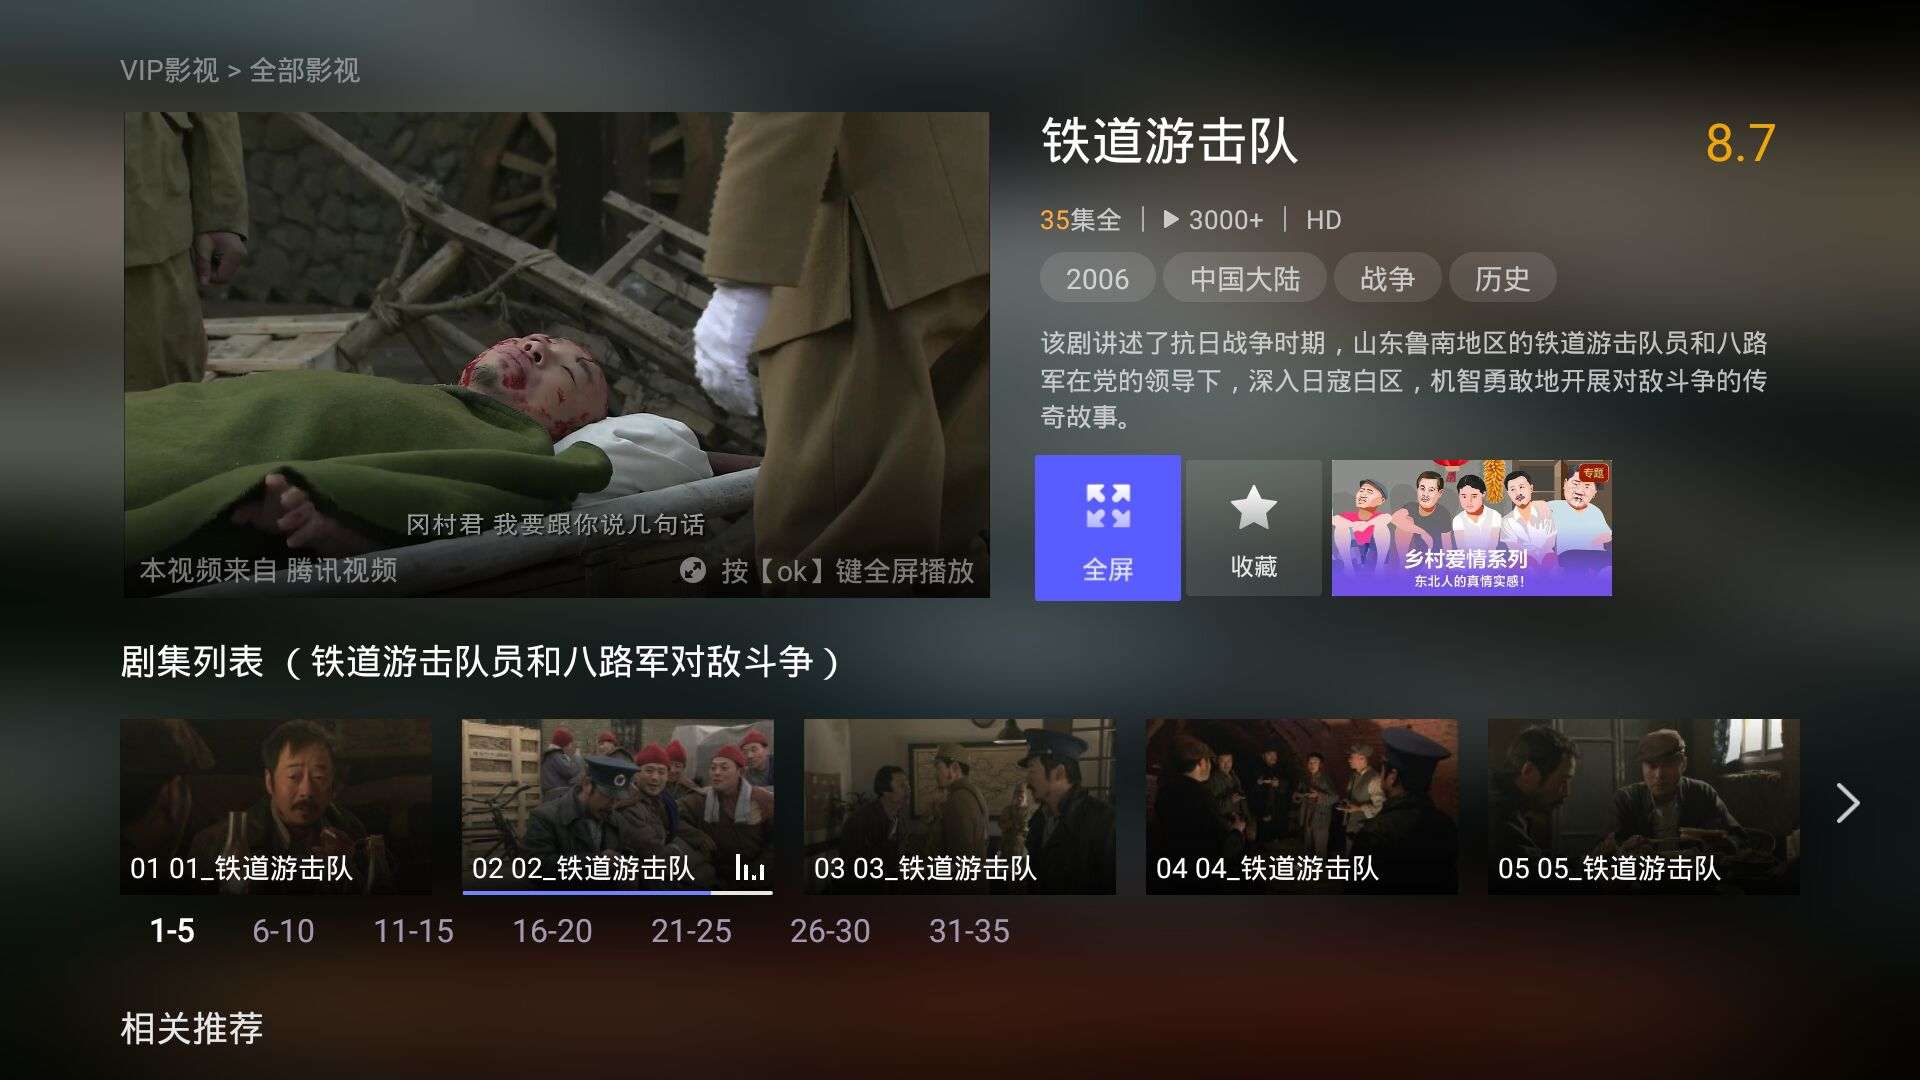 VIP影视 > 全部影视
铁道游击队
8.7
35集全 | ▶ 3000+ | HD
2006 中国大陆 战争 历史
该剧讲述了抗日战争时期，山东鲁南地区的铁道游击队员和八路
军在党的领导下，深入日寇白区，机智勇敢地开展对敌斗争的传
奇故事。
冈村君 我要跟你说几句话
本视频来自 腾讯视频
按【ok】键全屏播放
全屏
收藏
专题
乡村爱情系列
东北人的真情实感！
剧集列表 （铁道游击队员和八路军对敌斗争）
01 01_铁道游击队
02 02_铁道游击队
03 03_铁道游击队
04 04_铁道游击队
05 05_铁道游击队
1-5 6-10 11-15 16-20 21-25 26-30 31-35
相关推荐